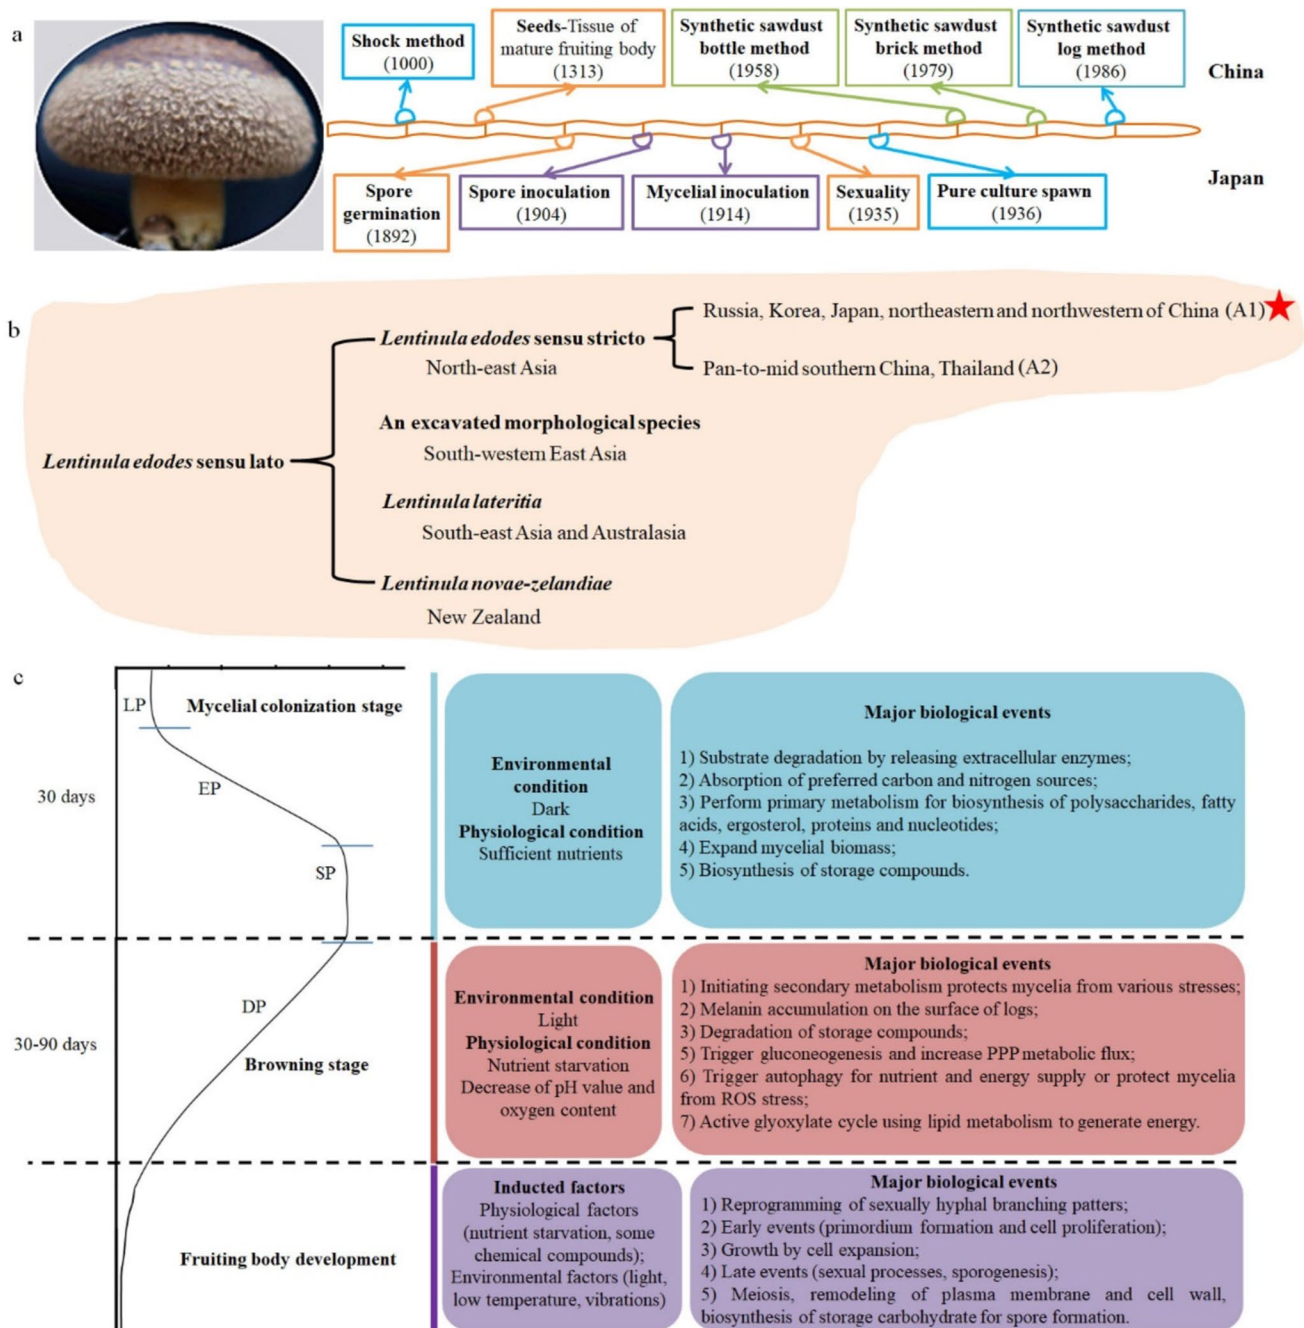 a
Shock method
(1000)
Seeds-Tissue of
mature fruiting body
(1313)
Synthetic sawdust
bottle method
(1958)
Synthetic sawdust
brick method
(1979)
Synthetic sawdust
log method
(1986)
China
Spore
germination
(1892)
Spore inoculation
(1904)
Mycelial inoculation
(1914)
Sexuality
(1935)
Pure culture spawn
(1936)
Japan
b
Lentinula edodes sensu lato
Lentinula edodes sensu stricto
North-east Asia
Russia, Korea, Japan, northeastern and northwestern of China (A1)
Pan-to-mid southern China, Thailand (A2)
An excavated morphological species
South-western East Asia
Lentinula lateritia
South-east Asia and Australasia
Lentinula novae-zelandiae
New Zealand
c
30 days
LP
Mycelial colonization stage
EP
SP
Environmental
condition
Dark
Physiological condition
Sufficient nutrients
Major biological events
1) Substrate degradation by releasing extracellular enzymes;
2) Absorption of preferred carbon and nitrogen sources;
3) Perform primary metabolism for biosynthesis of polysaccharides, fatty
acids, ergosterol, proteins and nucleotides;
4) Expand mycelial biomass;
5) Biosynthesis of storage compounds.
30-90 days
DP
Browning stage
Environmental condition
Light
Physiological condition
Nutrient starvation
Decrease of pH value and
oxygen content
Major biological events
1) Initiating secondary metabolism protects mycelia from various stresses;
2) Melanin accumulation on the surface of logs;
3) Degradation of storage compounds;
5) Trigger gluconeogenesis and increase PPP metabolic flux;
6) Trigger autophagy for nutrient and energy supply or protect mycelia
from ROS stress;
7) Active glyoxylate cycle using lipid metabolism to generate energy.
Fruiting body development
Inducted factors
Physiological factors
(nutrient starvation, some
chemical compounds);
Environmental factors (light,
low temperature, vibrations)
Major biological events
1) Reprogramming of sexually hyphal branching patters;
2) Early events (primordium formation and cell proliferation);
3) Growth by cell expansion;
4) Late events (sexual processes, sporogenesis);
5) Meiosis, remodeling of plasma membrane and cell wall,
biosynthesis of storage carbohydrate for spore formation.